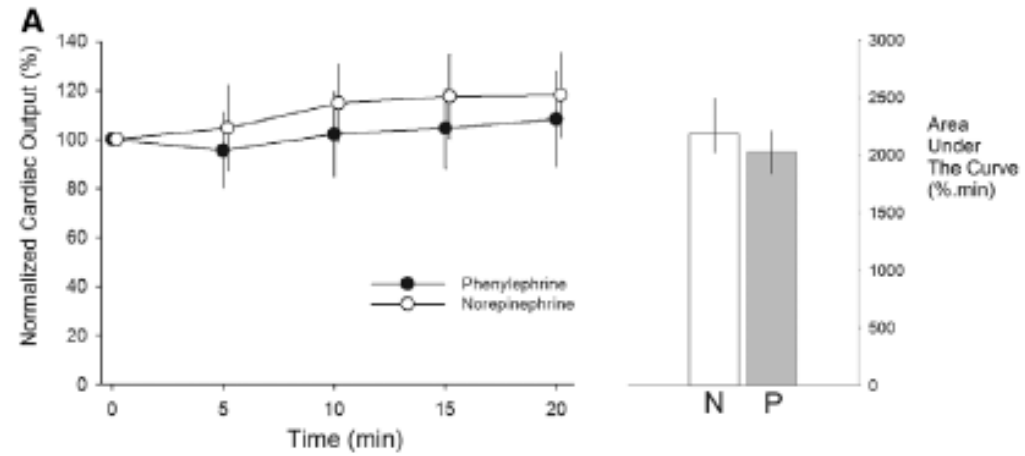 A
Normalized Cardiac Output (%)
140
120
100
80
60
40
20
0
0 5 10 15 20
Time (min)
Phenylephrine
Norepinephrine
3000
2500
2000
1500
1000
500
0
N P
Area
Under
The Curve
(%.min)